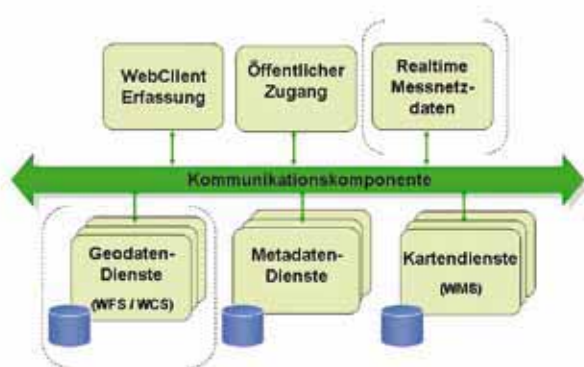 WebClient
Erfassung
Öffentlicher
Zugang
Realtime
Messnetz-
daten
Kommunikationskomponente
Geodaten-
Dienste
(WFS / WCS)
Metadaten-
Dienste
Kartendienste
(WMS)